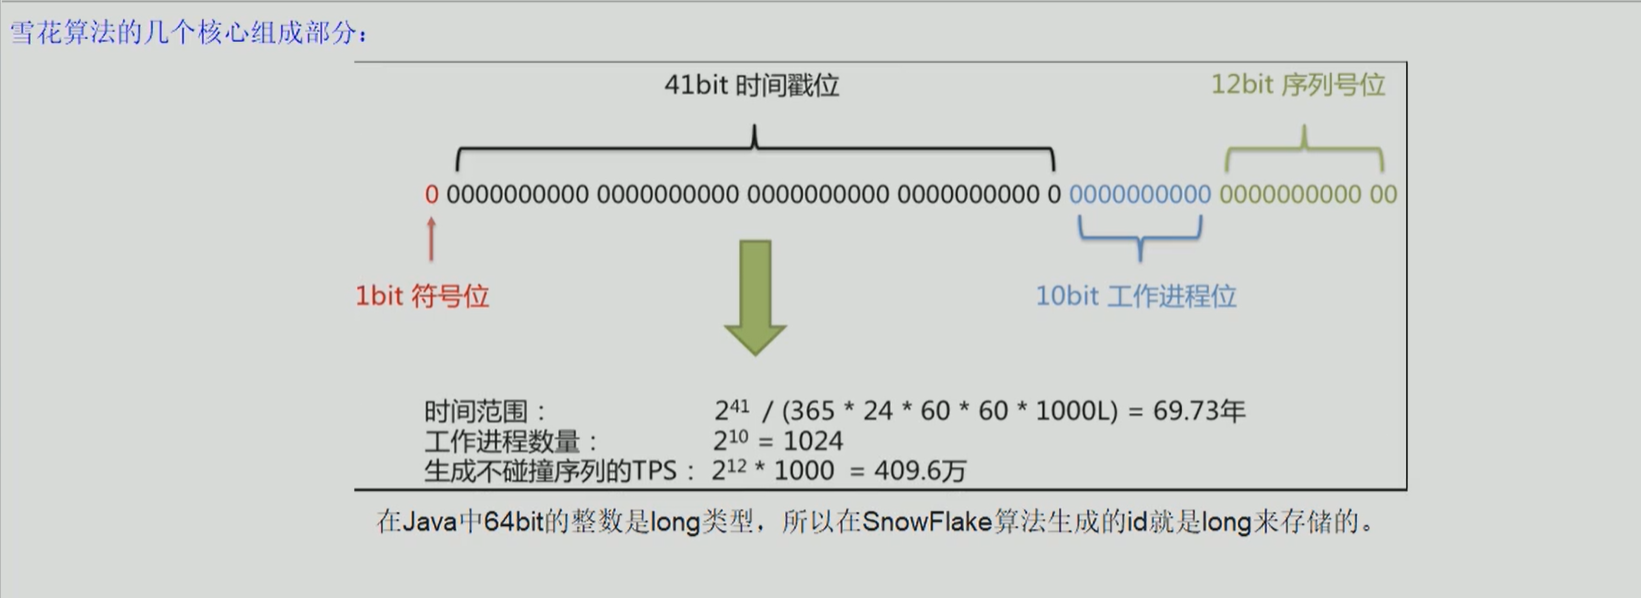 雪花算法的几个核心组成部分：
41bit 时间戳位
12bit 序列号位
0 0000000000 0000000000 0000000000 0000000000 0 0000000000 0000000000 00
1bit 符号位
10bit 工作进程位
时间范围： 2⁴¹ / (365 * 24 * 60 * 60 * 1000L) = 69.73年
工作进程数量： 2¹⁰ = 1024
生成不碰撞序列的TPS： 2¹² * 1000 = 409.6万
在Java中64bit的整数是long类型，所以在SnowFlake算法生成的id就是long来存储的。